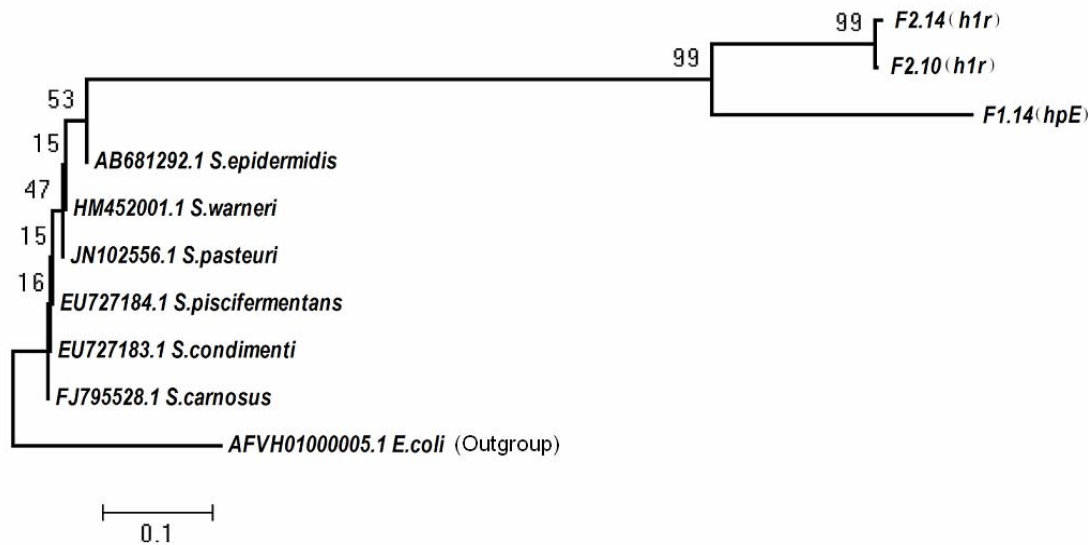 99
F2.14(h1r)
99
F2.10(h1r)
53
F1.14(hpE)
15
AB681292.1 S.epidermidis
47
HM452001.1 S.warneri
15
JN102556.1 S.pasteuri
16
EU727184.1 S.piscifermentans
EU727183.1 S.condimenti
FJ795528.1 S.carnosus
AFVH01000005.1 E.coli (Outgroup)
0.1